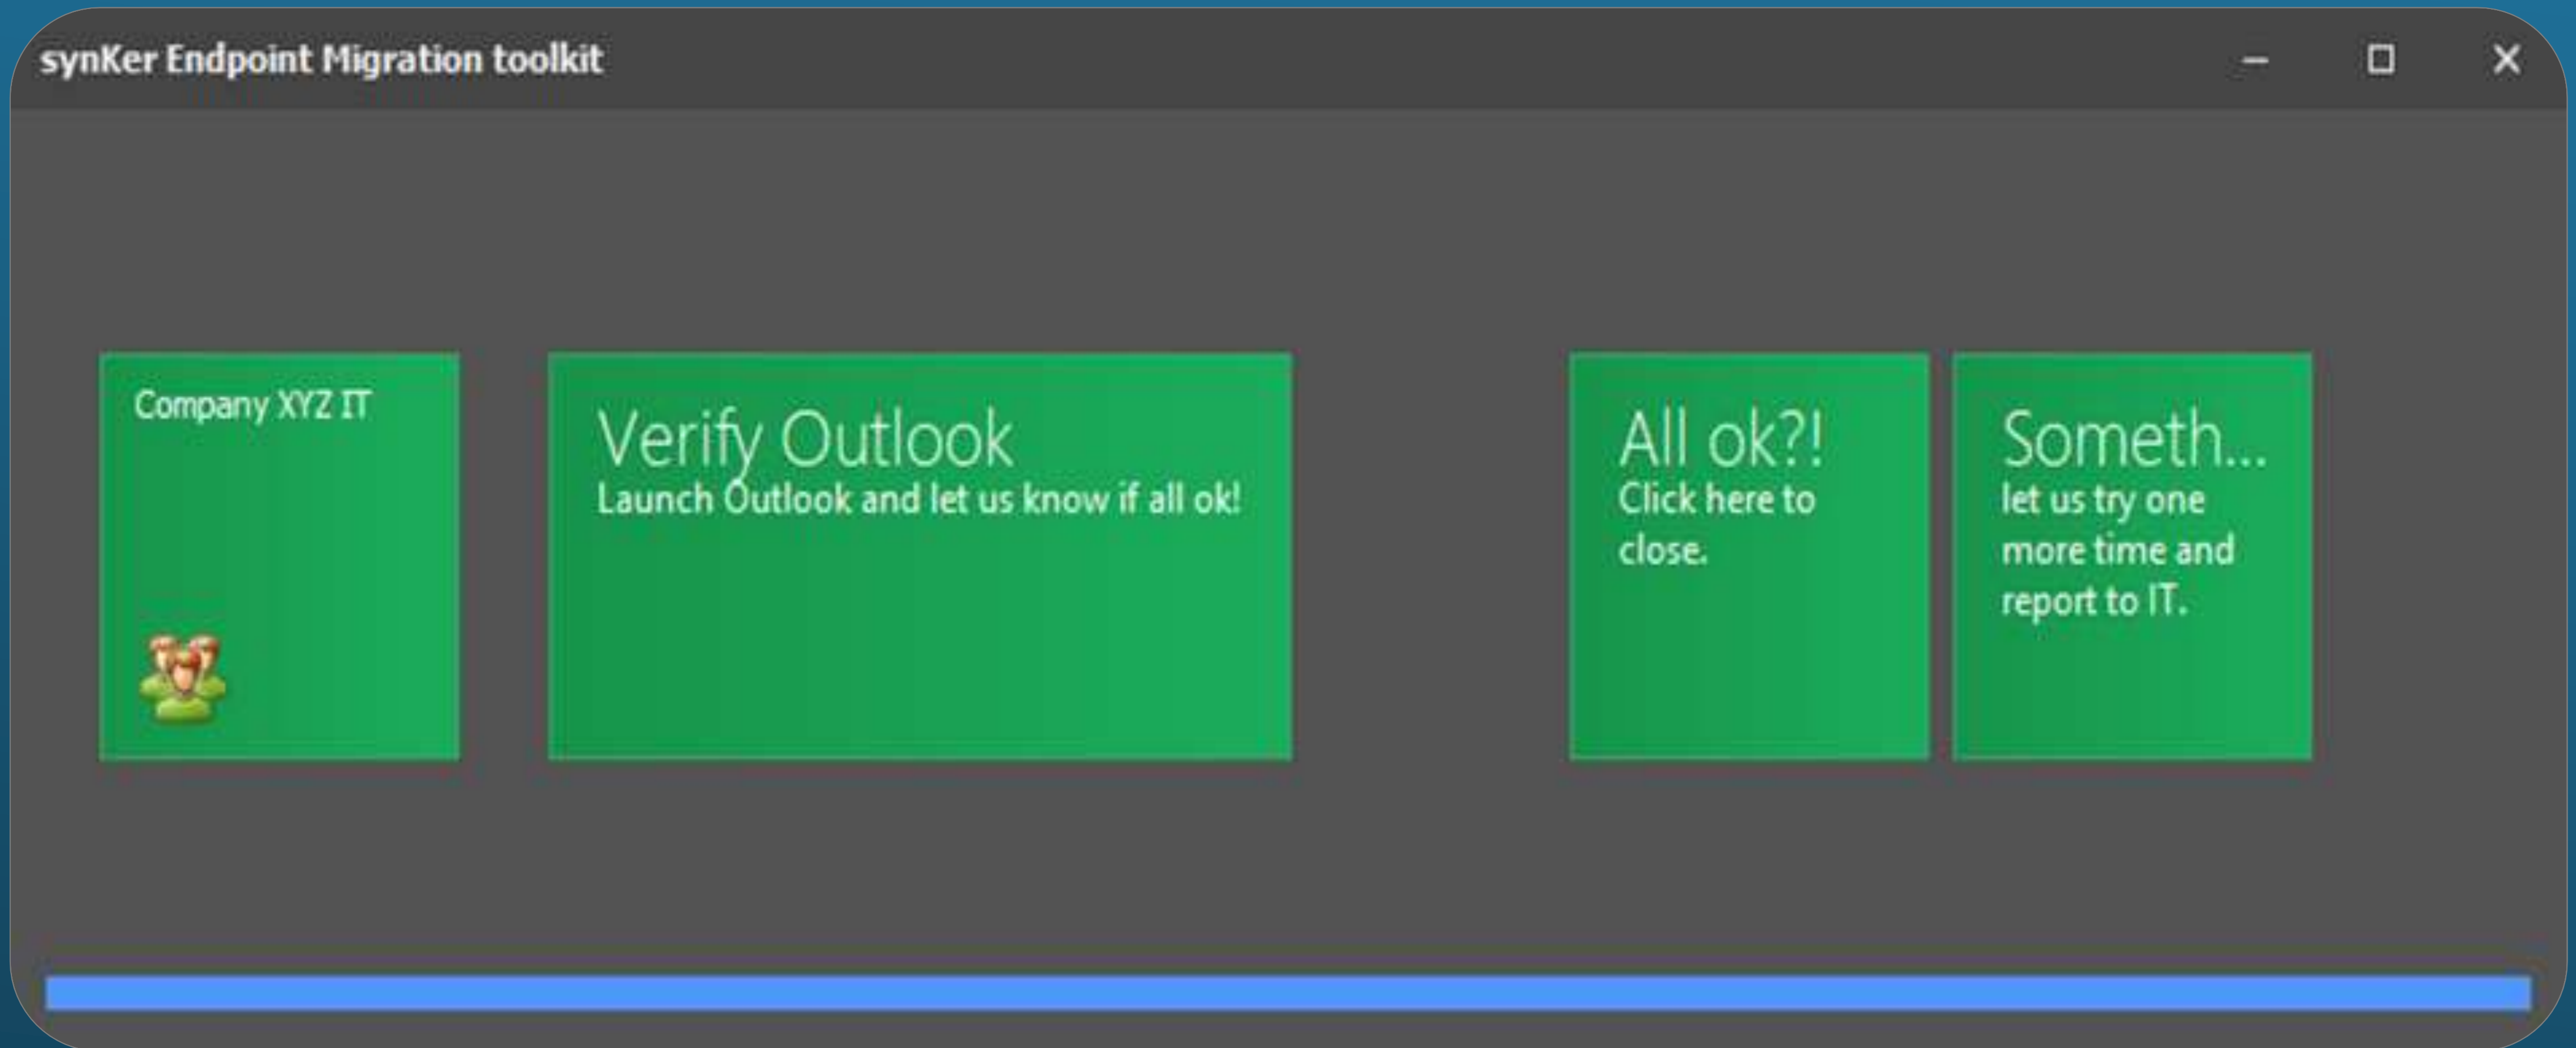 synKer Endpoint Migration toolkit
Company XYZ IT
Verify Outlook
Launch Outlook and let us know if all ok!
All ok?!
Click here to
close.
Someth...
let us try one
more time and
report to IT.